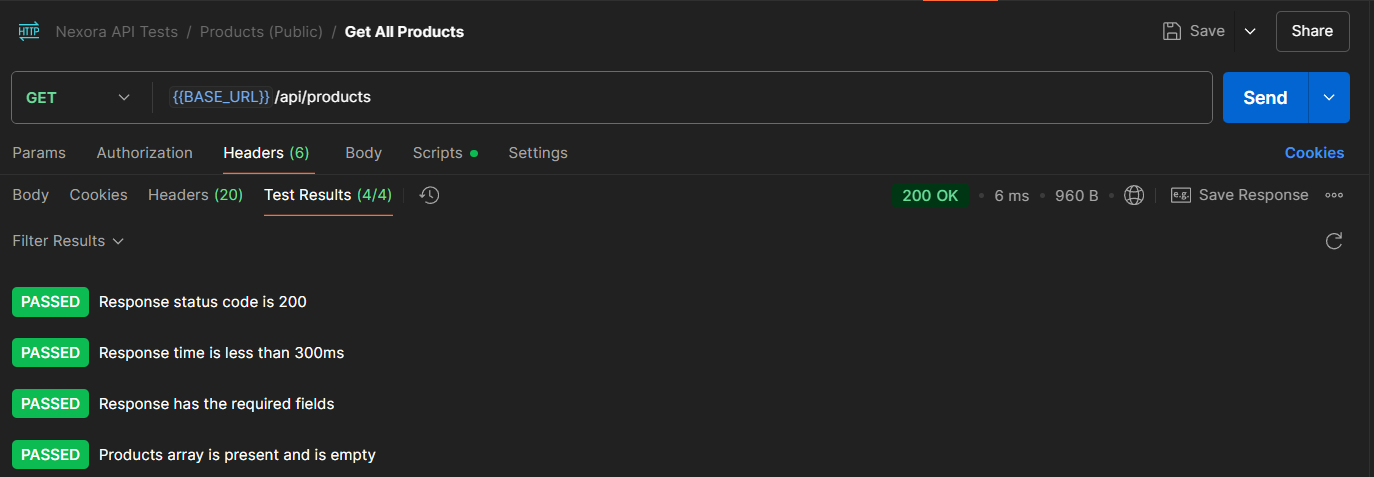 HTTP Nexora API Tests / Products (Public) / Get All Products Save Share
GET {{BASE_URL}} /api/products Send
Params Authorization Headers (6) Body Scripts Settings Cookies
Body Cookies Headers (20) Test Results (4/4) 200 OK • 6 ms • 960 B e.g. Save Response
Filter Results
PASSED Response status code is 200
PASSED Response time is less than 300ms
PASSED Response has the required fields
PASSED Products array is present and is empty